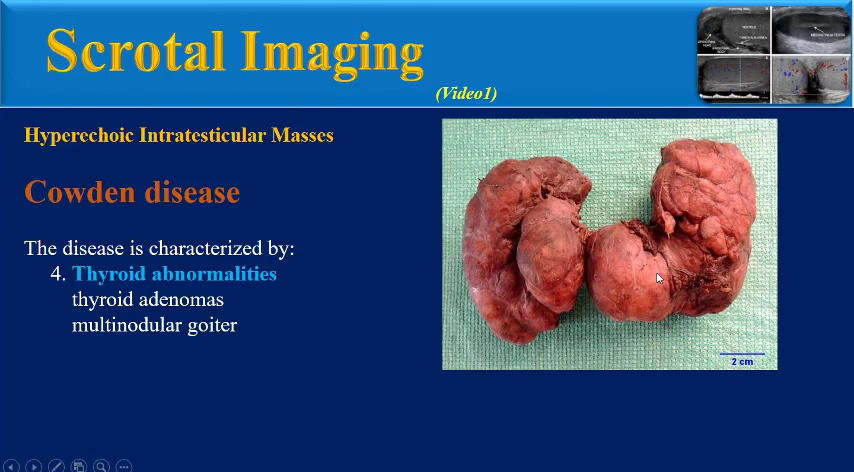 Scrotal Imaging
(Video1)
Hyperechoic Intratesticular Masses
Cowden disease
The disease is characterized by:
4. Thyroid abnormalities
thyroid adenomas
multinodular goiter
2 cm